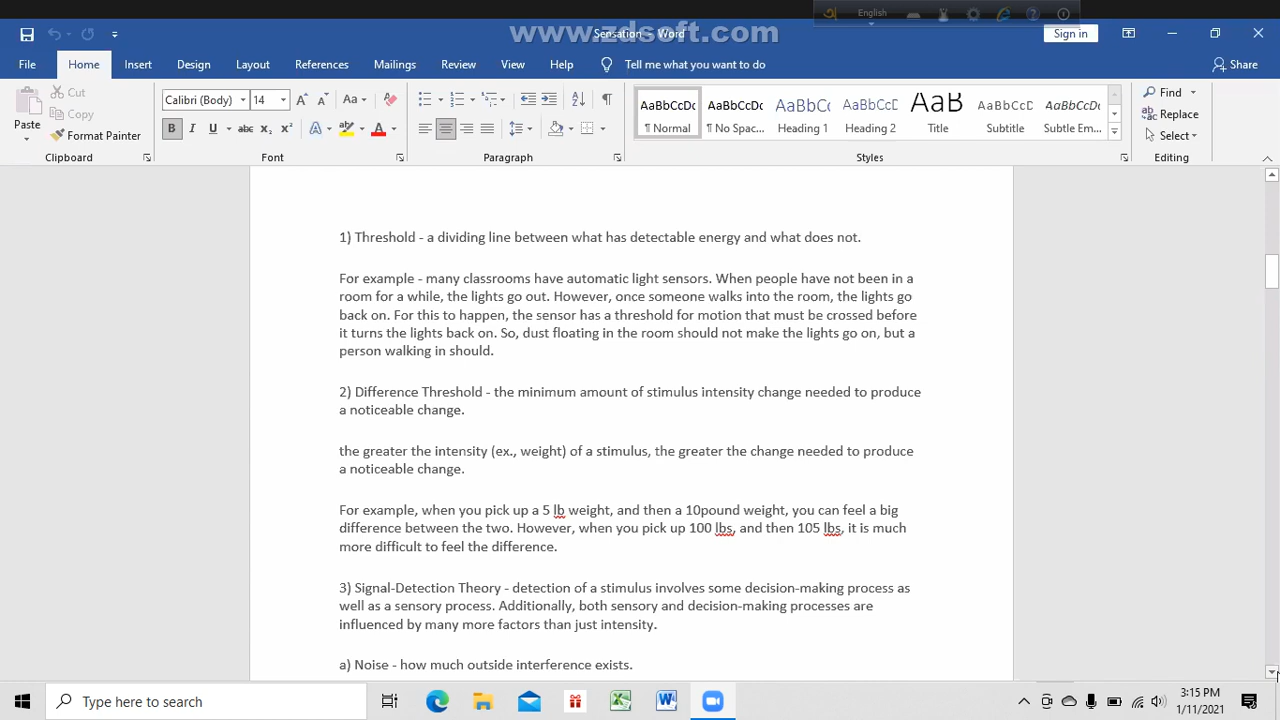 English
www.zdsoft.com
Sensation - Word
Sign in
File Home Insert Design Layout References Mailings Review View Help Tell me what you want to do Share
Paste
Cut
Copy
Format Painter
Clipboard
Calibri (Body) 14 Aa
B I U abc x₂ x² A A
Font
Paragraph
AaBbCcDc AaBbCcDc AaBbCc AaBbCcD AaB AaBbCcD AaBbCcD
¶ Normal ¶ No Spac... Heading 1 Heading 2 Title Subtitle Subtle Em...
Styles
Find
Replace
Select
Editing
1) Threshold - a dividing line between what has detectable energy and what does not.
For example - many classrooms have automatic light sensors. When people have not been in a
room for a while, the lights go out. However, once someone walks into the room, the lights go
back on. For this to happen, the sensor has a threshold for motion that must be crossed before
it turns the lights back on. So, dust floating in the room should not make the lights go on, but a
person walking in should.
2) Difference Threshold - the minimum amount of stimulus intensity change needed to produce
a noticeable change.
the greater the intensity (ex., weight) of a stimulus, the greater the change needed to produce
a noticeable change.
For example, when you pick up a 5 lb weight, and then a 10pound weight, you can feel a big
difference between the two. However, when you pick up 100 lbs, and then 105 lbs, it is much
more difficult to feel the difference.
3) Signal-Detection Theory - detection of a stimulus involves some decision-making process as
well as a sensory process. Additionally, both sensory and decision-making processes are
influenced by many more factors than just intensity.
a) Noise - how much outside interference exists.
Type here to search
3:15 PM
1/11/2021